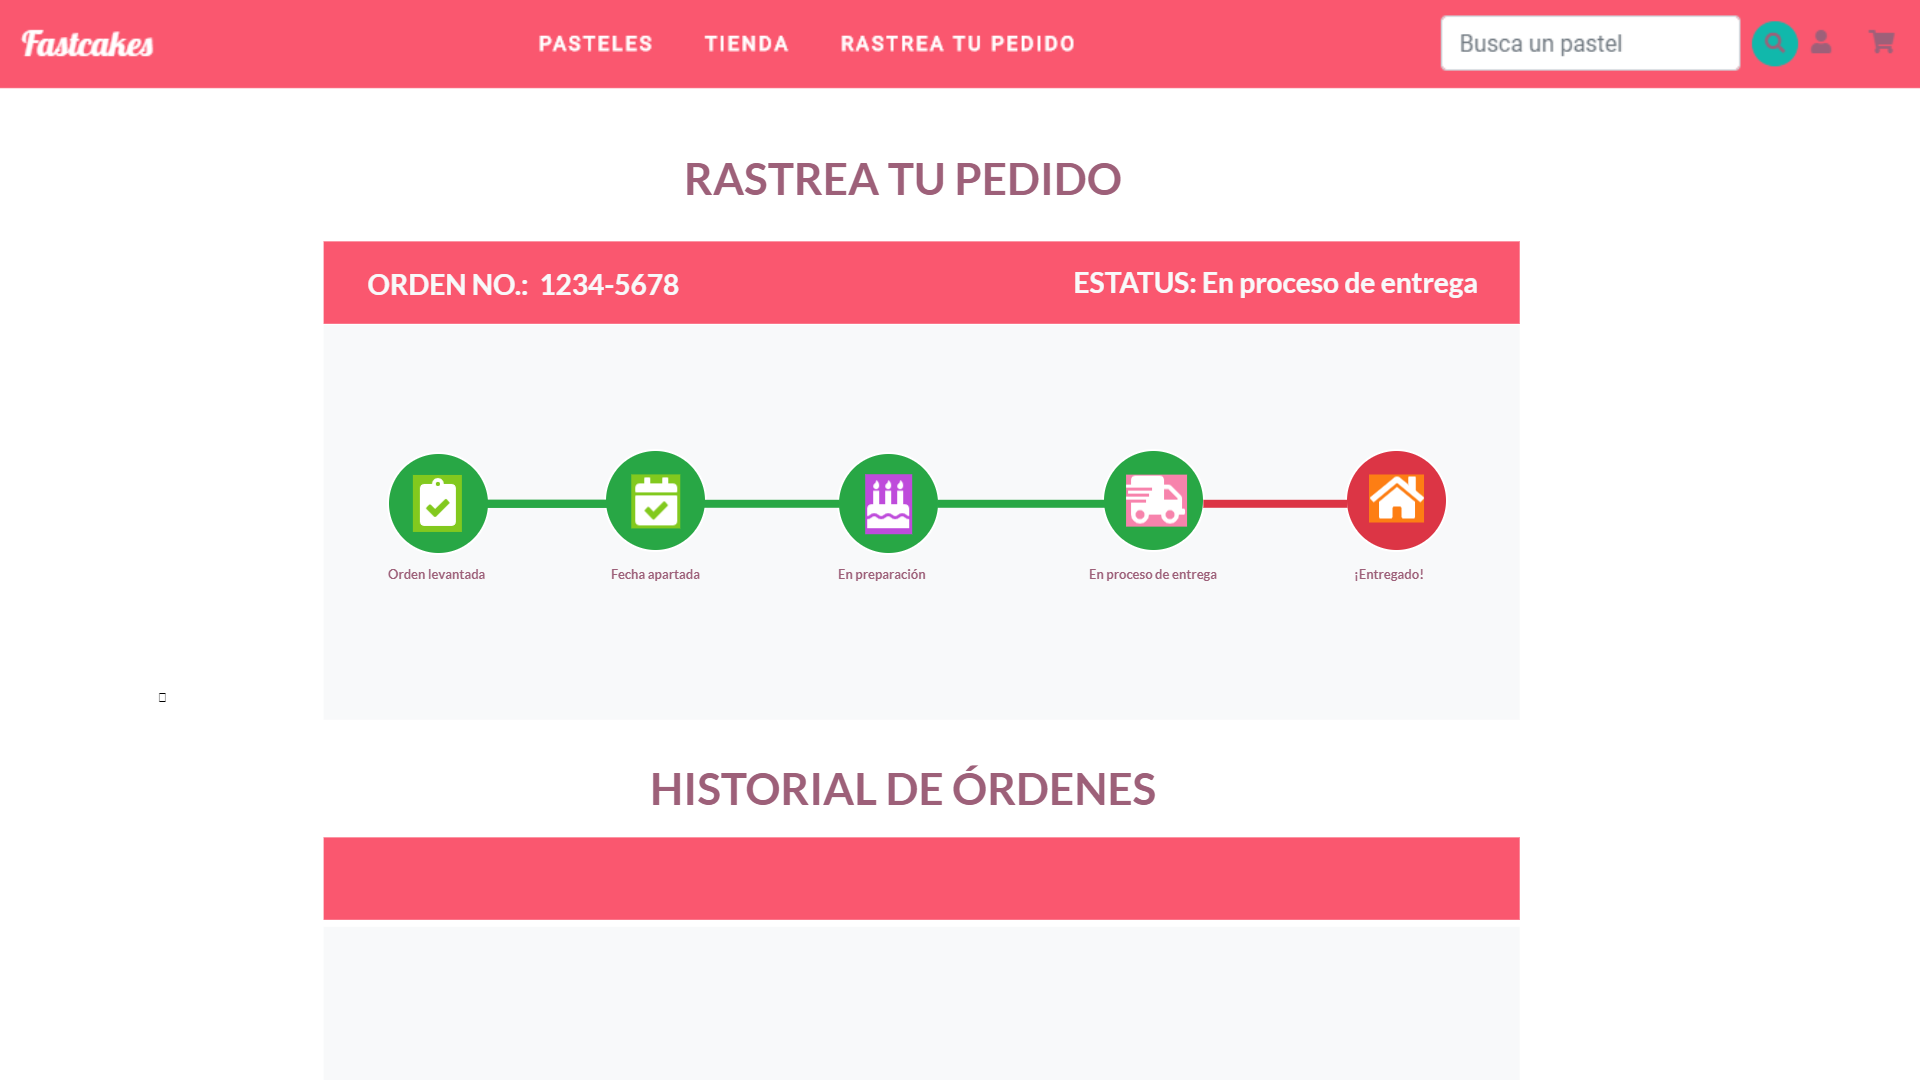 Fastcakes
PASTELES TIENDA RASTREA TU PEDIDO
Busca un pastel
RASTREA TU PEDIDO
ORDEN NO.: 1234-5678
ESTATUS: En proceso de entrega
Orden levantada
Fecha apartada
En preparación
En proceso de entrega
¡Entregado!
HISTORIAL DE ÓRDENES